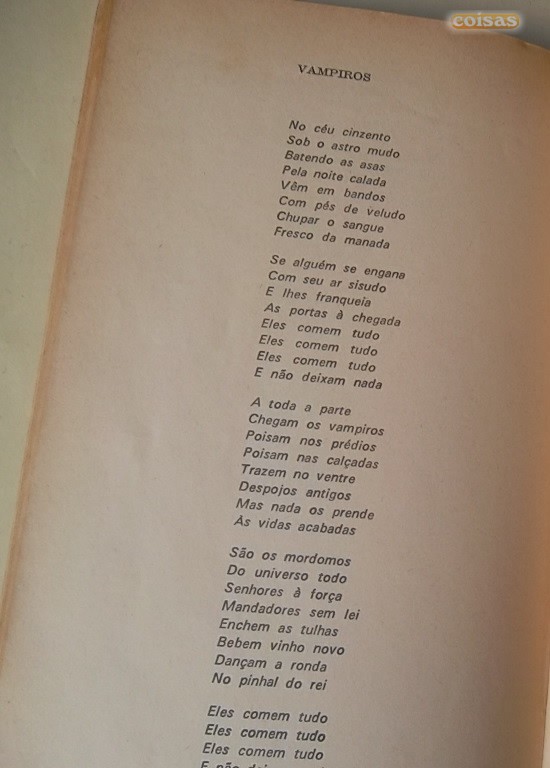 coisas
VAMPIROS
No céu cinzento
Sob o astro mudo
Batendo as asas
Pela noite calada
Vêm em bandos
Com pés de veludo
Chupar o sangue
Fresco da manada
Se alguém se engana
Com seu ar sisudo
E lhes franqueia
As portas à chegada
Eles comem tudo
Eles comem tudo
Eles comem tudo
E não deixam nada
A toda a parte
Chegam os vampiros
Poisam nos prédios
Poisam nas calçadas
Trazem no ventre
Despojos antigos
Mas nada os prende
Às vidas acabadas
São os mordomos
Do universo todo
Senhores à força
Mandadores sem lei
Enchem as tulhas
Bebem vinho novo
Dançam a ronda
No pinhal do rei
Eles comem tudo
Eles comem tudo
Eles comem tudo
E não